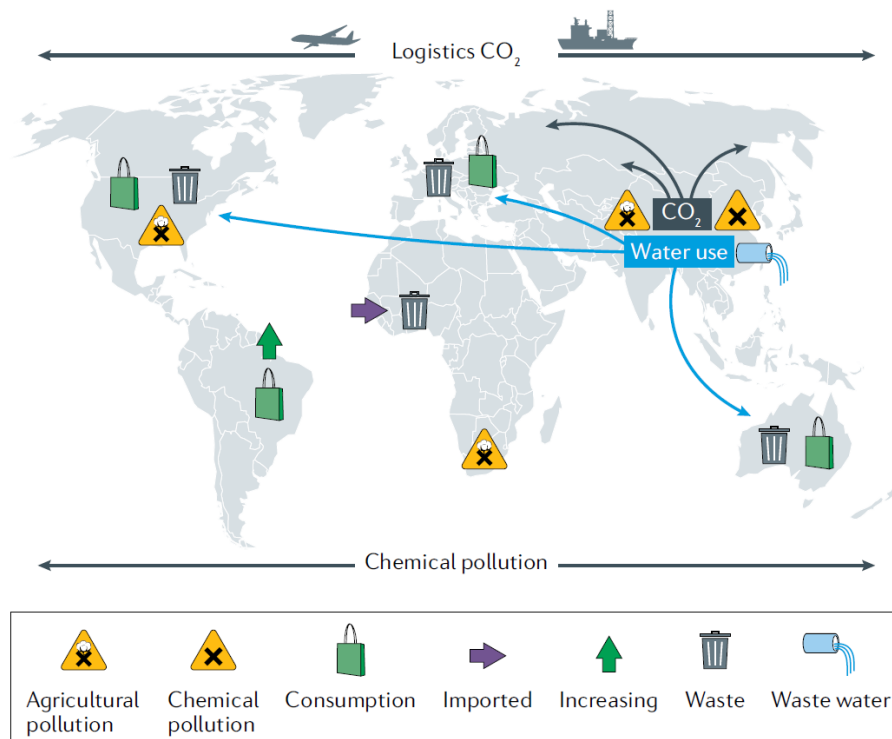 Logistics CO₂
CO₂
Water use
Chemical pollution
Agricultural
pollution
Chemical
pollution
Consumption
Imported
Increasing
Waste
Waste water